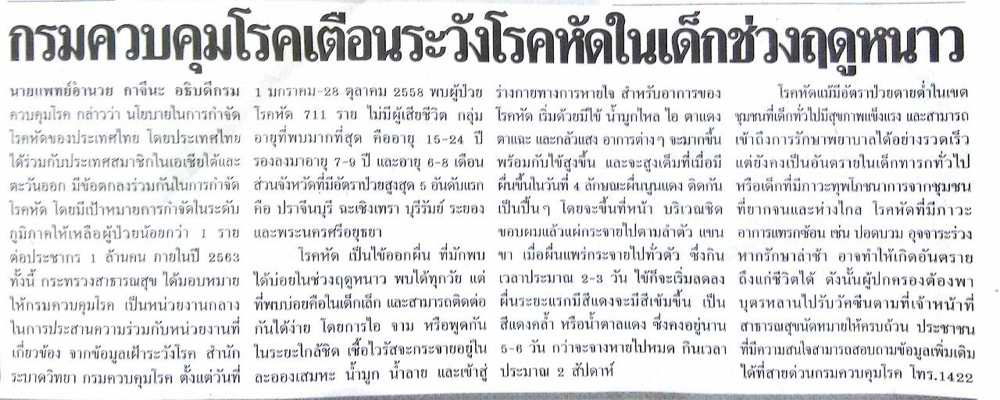 กรมควบคุมโรคเตือนระวังโรคหัดในเด็กช่วงฤดูหนาว
นายแพทย์อำนวย กาจีนะ อธิบดีกรม
ควบคุมโรค กล่าวว่า นโยบายในการกำจัด
โรคหัดของประเทศไทย โดยประเทศไทย
ได้ร่วมกับประเทศสมาชิกในเอเชียใต้และ
ตะวันออก มีข้อตกลงร่วมกันในการกำจัด
โรคหัด โดยมีเป้าหมายการกำจัดในระดับ
ภูมิภาคให้เหลือผู้ป่วยน้อยกว่า 1 ราย
ต่อประชากร 1 ล้านคน ภายในปี 2563
ทั้งนี้ กระทรวงสาธารณสุข ได้มอบหมาย
ให้กรมควบคุมโรค เป็นหน่วยงานกลาง
ในการประสานความร่วมกับหน่วยงานที่
เกี่ยวข้อง จากข้อมูลเฝ้าระวังโรค สำนัก
ระบาดวิทยา กรมควบคุมโรค ตั้งแต่วันที่
1 มกราคม-28 ตุลาคม 2558 พบผู้ป่วย
โรคหัด 711 ราย ไม่มีผู้เสียชีวิต กลุ่ม
อายุที่พบมากที่สุด คืออายุ 15-24 ปี
รองลงมาอายุ 7-9 ปี และอายุ 6-8 เดือน
ส่วนจังหวัดที่มีอัตราป่วยสูงสุด 5 อันดับแรก
คือ ปราจีนบุรี ฉะเชิงเทรา บุรีรัมย์ ระยอง
และพระนครศรีอยุธยา
โรคหัด เป็นไข้ออกผื่น ที่มักพบ
ได้บ่อยในช่วงฤดูหนาว พบได้ทุกวัย แต่
ที่พบบ่อยคือในเด็กเล็ก และสามารถติดต่อ
กันได้ง่าย โดยการไอ จาม หรือพูดกัน
ในระยะใกล้ชิด เชื้อไวรัสจะกระจายอยู่ใน
ละอองเสมหะ น้ำมูก น้ำลาย และเข้าสู่
ร่างกายทางการหายใจ สำหรับอาการของ
โรคหัด เริ่มด้วยมีไข้ น้ำมูกไหล ไอ ตาแดง
ตาแฉะ และกลัวแสง อาการต่างๆ จะมากขึ้น
พร้อมกับไข้สูงขึ้น และจะสูงเต็มที่เมื่อมี
ผื่นขึ้นในวันที่ 4 ลักษณะผื่นนูนแดง ติดกัน
เป็นปื้นๆ โดยจะขึ้นที่หน้า บริเวณชิด
ขอบผมแล้วแผ่กระจายไปตามลำตัว แขน
ขา เมื่อผื่นแพร่กระจายไปทั่วตัว ซึ่งกิน
เวลาประมาณ 2-3 วัน ไข้ก็จะเริ่มลดลง
ผื่นระยะแรกมีสีแดงจะมีสีเข้มขึ้น เป็น
สีแดงคล้ำ หรือน้ำตาลแดง ซึ่งคงอยู่นาน
5-6 วัน กว่าจะจางหายไปหมด กินเวลา
ประมาณ 2 สัปดาห์
โรคหัดแม้มีอัตราป่วยตายต่ำในเขต
ชุมชนที่เด็กทั่วไปมีสุขภาพแข็งแรง และสามารถ
เข้าถึงการรักษาพยาบาลได้อย่างรวดเร็ว
แต่ยังคงเป็นอันตรายในเด็กทารกทั่วไป
หรือเด็กที่มีภาวะทุพโภชนาการจากชุมชน
ที่ยากจนและห่างไกล โรคหัดที่มีภาวะ
อาการแทรกซ้อน เช่น ปอดบวม อุจจาระร่วง
หากรักษาล่าช้า อาจทำให้เกิดอันตราย
ถึงแก่ชีวิตได้ ดังนั้นผู้ปกครองต้องพา
บุตรหลานไปรับวัคซีนตามที่เจ้าหน้าที่
สาธารณสุขนัดหมายให้ครบถ้วน ประชาชน
ที่มีความสนใจสามารถสอบถามข้อมูลเพิ่มเติม
ได้ที่สายด่วนกรมควบคุมโรค โทร.1422